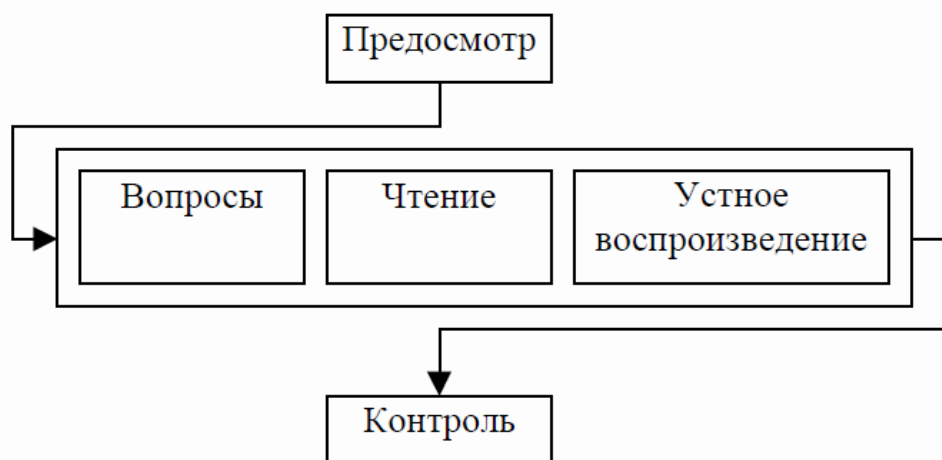 Предосмотр
Вопросы
Чтение
Устное
воспроизведение
Контроль